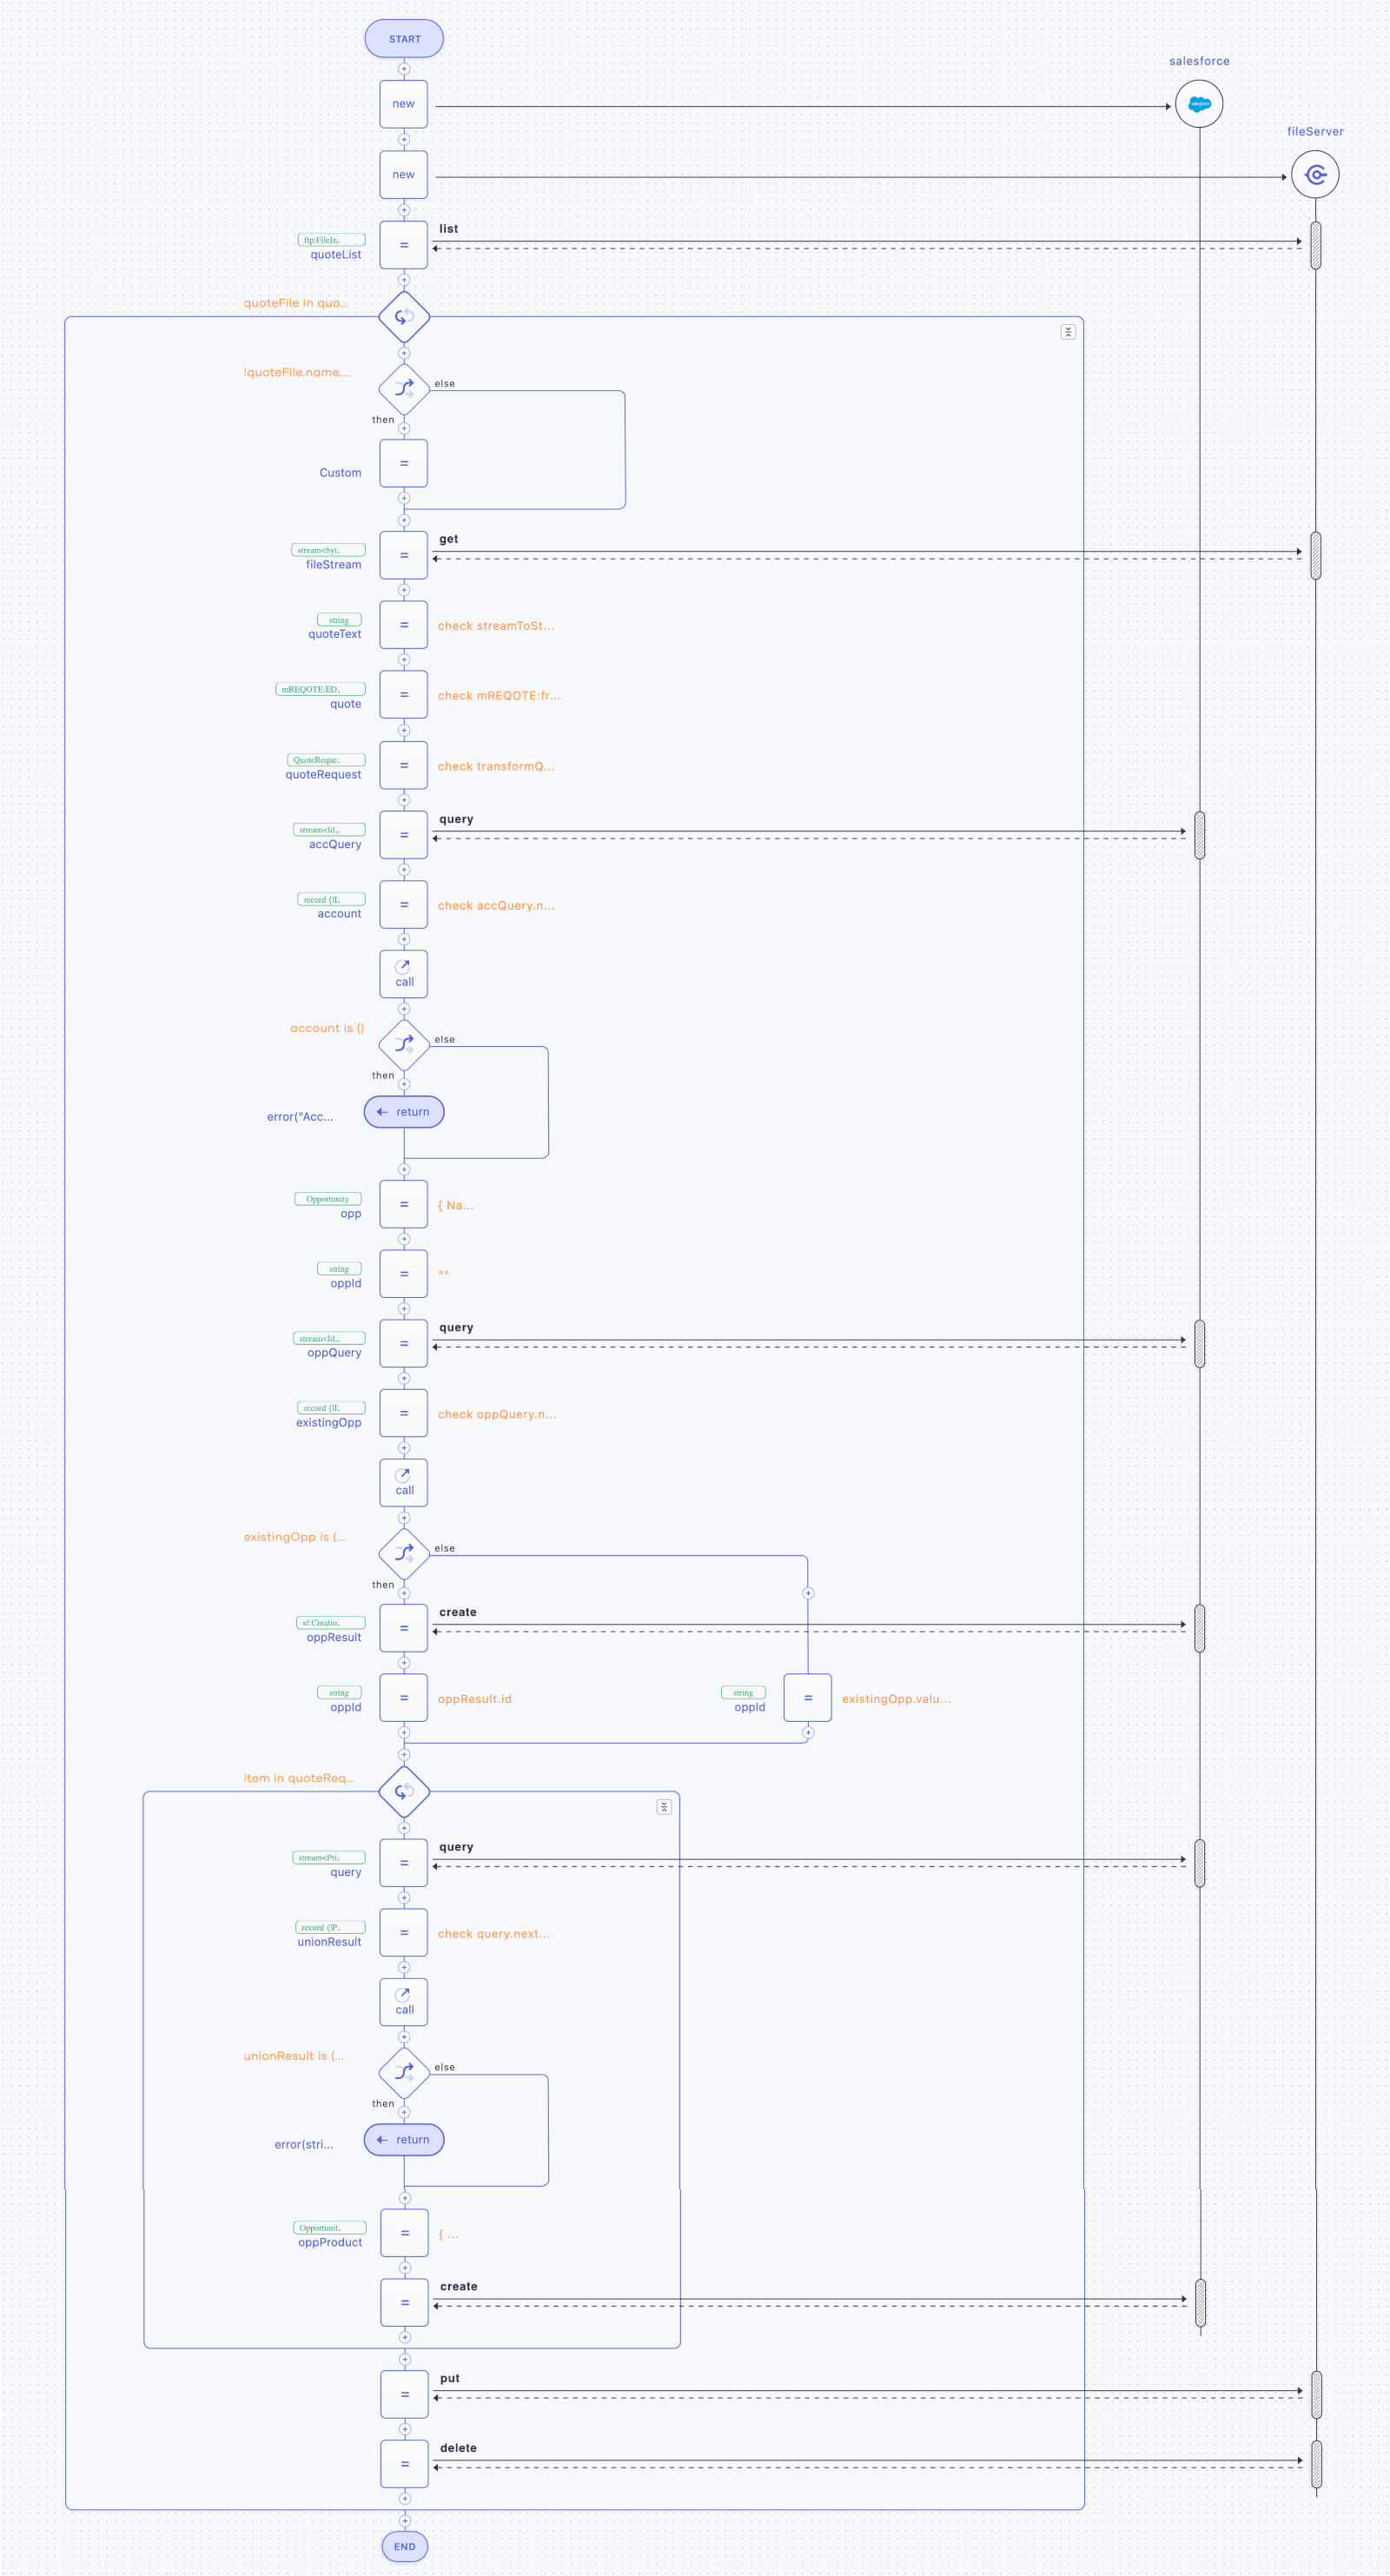 START
salesforce
new
fileServer
new
list
ftp:FileIn.
=
quoteList
quoteFile in quo...
!quoteFile.name....
else
then
=
Custom
get
stream<byt.
=
fileStream
string
=
check streamToSt...
quoteText
mREQOTE:ED.
=
check mREQOTE:fr...
quote
QuoteReque.
=
check transformQ...
quoteRequest
query
stream<Id,.
=
accQuery
record {|I.
=
check accQuery.n...
account
call
account is ()
else
then
error("Acc...
return
Opportunity
=
{ Na...
opp
string
=
""
oppId
query
stream<Id,.
=
oppQuery
record {|I.
=
check oppQuery.n...
existingOpp
call
existingOpp is (...
else
then
create
sf:Creatio.
=
oppResult
string
=
oppResult.id
oppId
string
=
existingOpp.valu...
oppId
item in quoteReq...
query
stream<Pri.
=
query
record {|P.
=
check query.next...
unionResult
call
unionResult is (...
else
then
error(stri...
return
Opportunit.
=
{ ...
oppProduct
create
=
put
=
delete
=
END